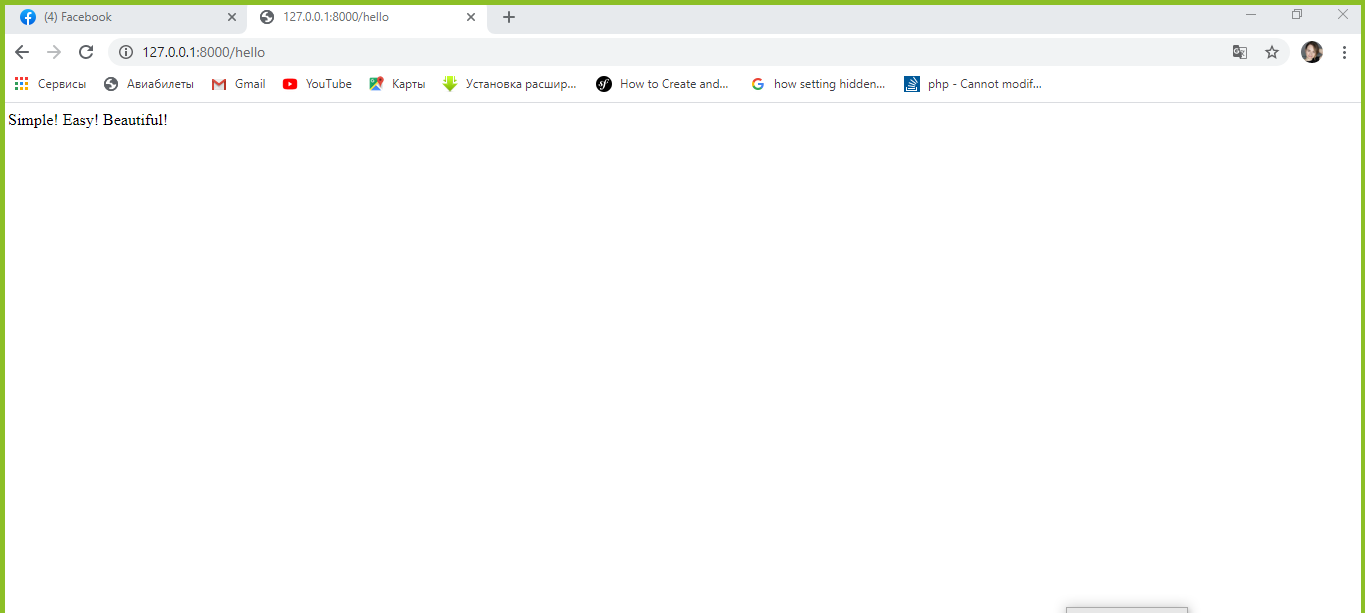 (4) Facebook 127.0.0.1:8000/hello
127.0.0.1:8000/hello
Сервисы Авиабилеты Gmail YouTube Карты Установка расшир... How to Create and... how setting hidden... php - Cannot modif...
Simple! Easy! Beautiful!